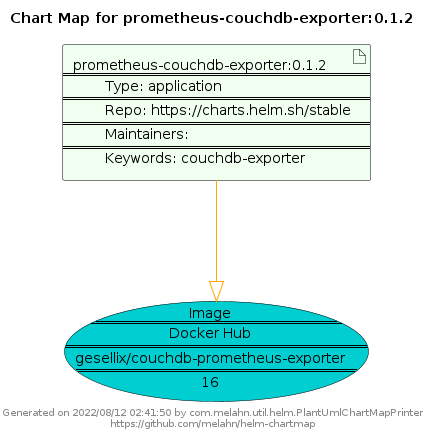 Chart Map for prometheus-couchdb-exporter:0.1.2
prometheus-couchdb-exporter:0.1.2
Type: application
Repo: https://charts.helm.sh/stable
Maintainers:
Keywords: couchdb-exporter
Image
Docker Hub
gesellix/couchdb-prometheus-exporter
16
Generated on 2022/08/12 02:41:50 by com.melahn.util.helm.PlantUmlChartMapPrinter
https://github.com/melahn/helm-chartmap